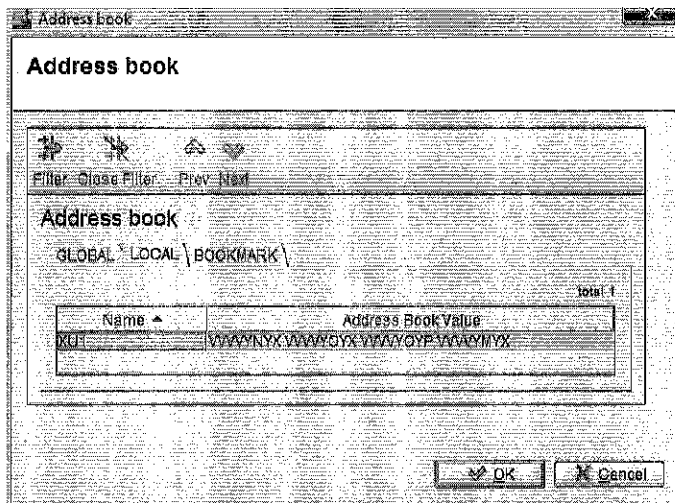 Address book
Address book
Filter Close Filter Prev Next
Address book
GLOBAL LOCAL BOOKMARK
total 1
Name Address Book Value
XU1
OK Cancel